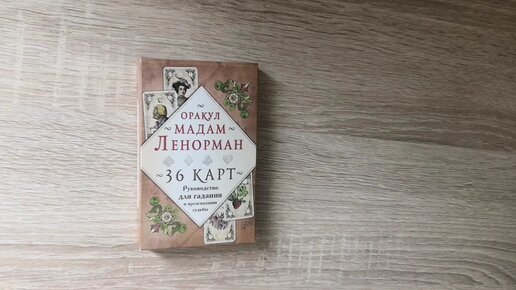 ОРАКУЛ
МАДАМ
ЛЕНОРМАН
36 КАРТ
Руководство
для гадания
и предсказания
судьбы